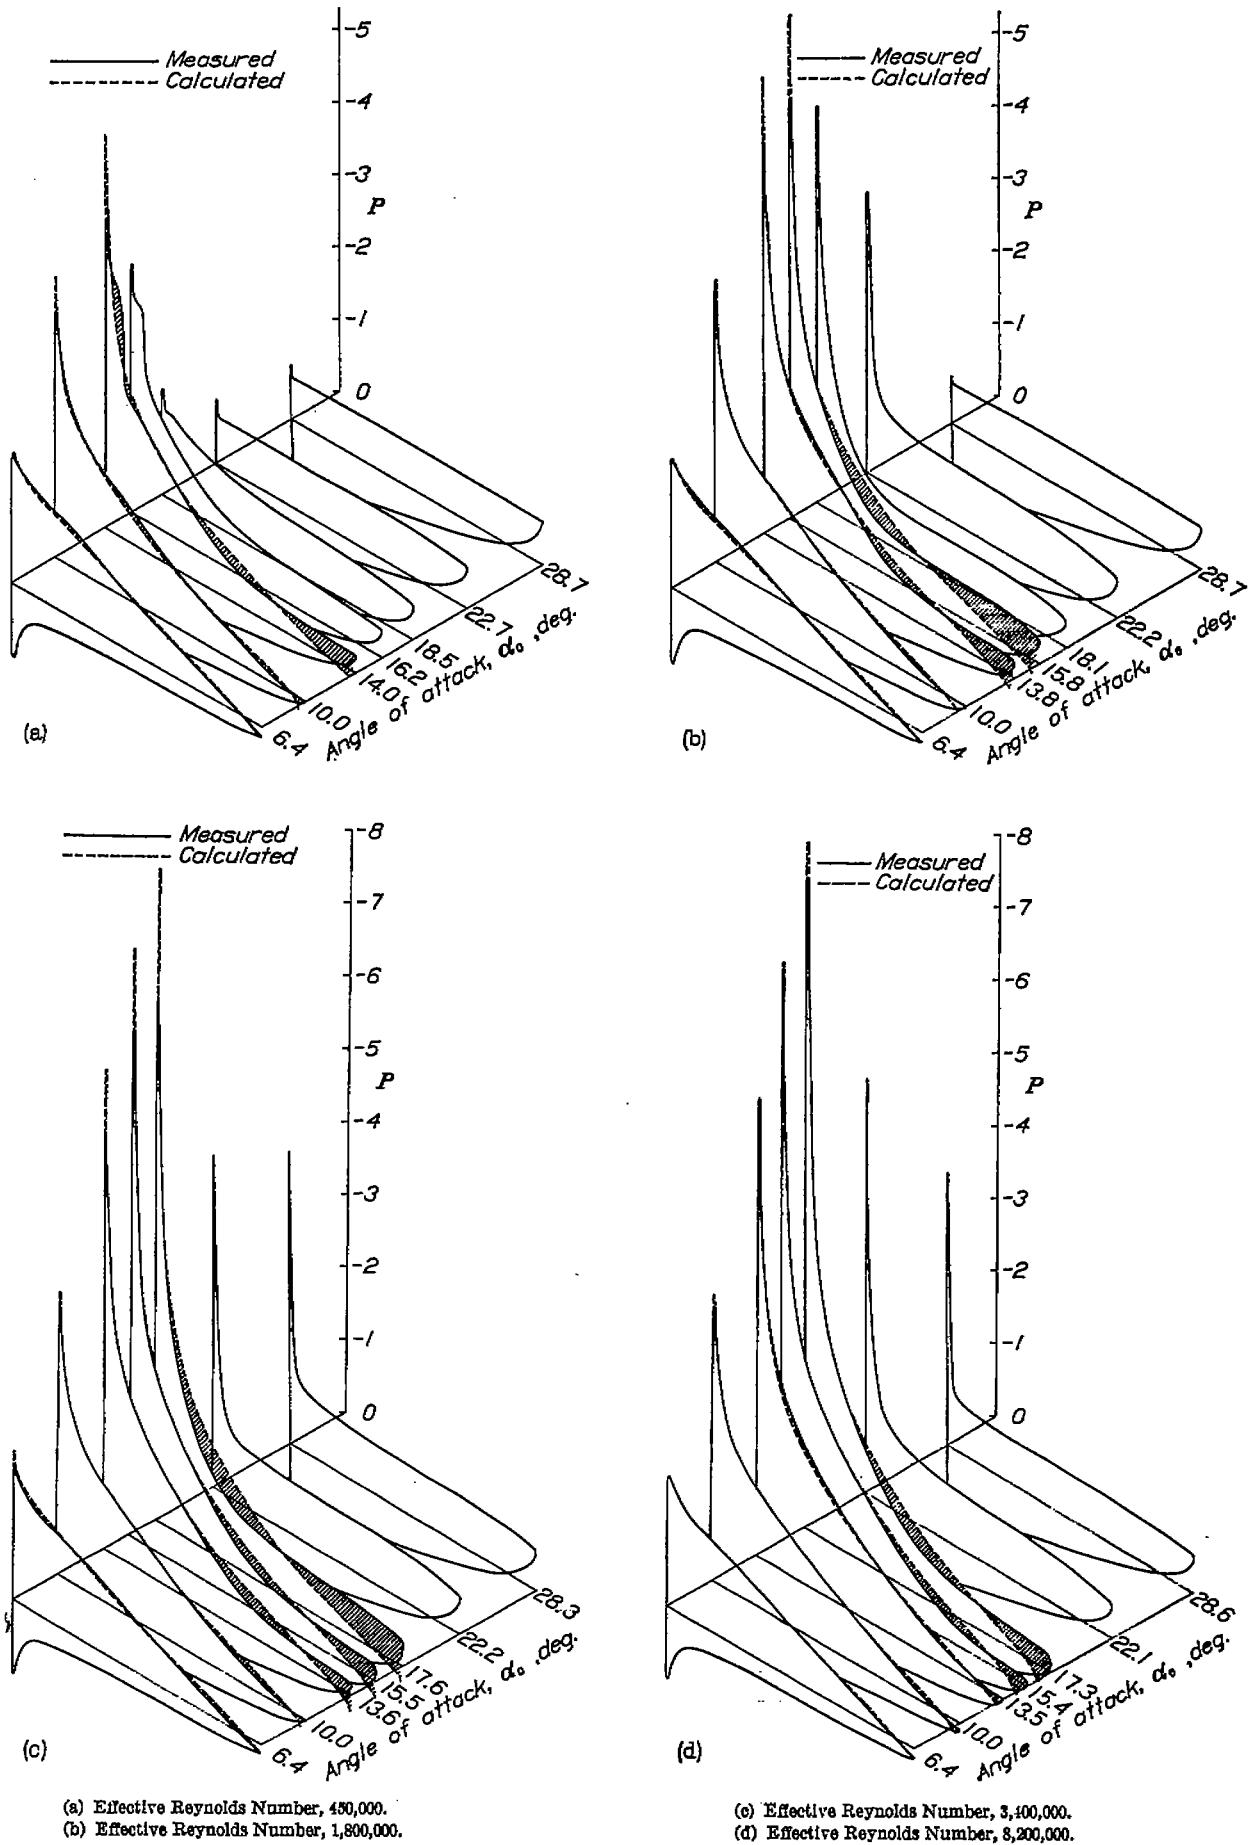 -5
Measured
Calculated
-4
-3
P
-2
-1
0
28.7
22.7
18.5
16.2
14.0
10.0
6.4
Angle of attack, α₀, deg.
(a)
-5
Measured
Calculated
-4
-3
P
-2
-1
0
28.7
22.2
18.1
15.8
13.8
10.0
6.4
Angle of attack, α₀, deg.
(b)
-8
Measured
Calculated
-7
-6
-5
P
-4
-3
-2
-1
0
28.3
22.2
17.6
15.5
13.6
10.0
6.4
Angle of attack, α₀, deg.
(c)
-8
Measured
Calculated
-7
-6
-5
P
-4
-3
-2
-1
0
28.6
22.1
17.3
15.4
13.5
10.0
6.4
Angle of attack, α₀, deg.
(d)
(a) Effective Reynolds Number, 450,000.
(b) Effective Reynolds Number, 1,800,000.
(c) Effective Reynolds Number, 3,400,000.
(d) Effective Reynolds Number, 8,200,000.